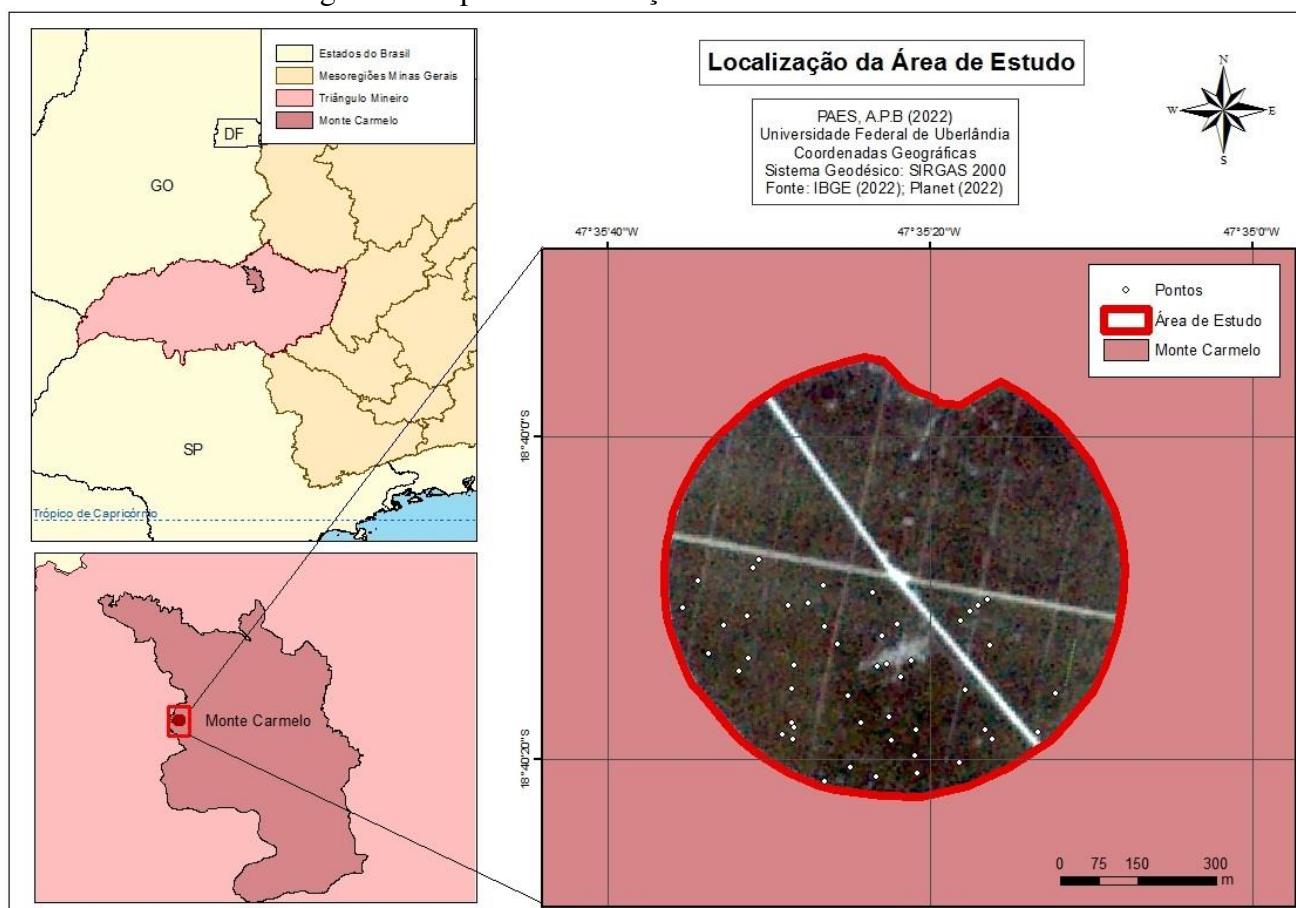 Estados do Brasil
Mesoregiões Minas Gerais
Triângulo Mineiro
Monte Carmelo
DF
GO
SP
Trópico de Capricórnio
Monte Carmelo
Localização da Área de Estudo
PAES, A.P.B (2022)
Universidade Federal de Uberlândia
Coordenadas Geográficas
Sistema Geodésico: SIRGAS 2000
Fonte: IBGE (2022); Planet (2022)
N
W
E
S
47°35'40"W
47°35'20"W
47°35'0"W
Pontos
Área de Estudo
Monte Carmelo
18°40'0"S
18°40'20"S
0 75 150 300
m